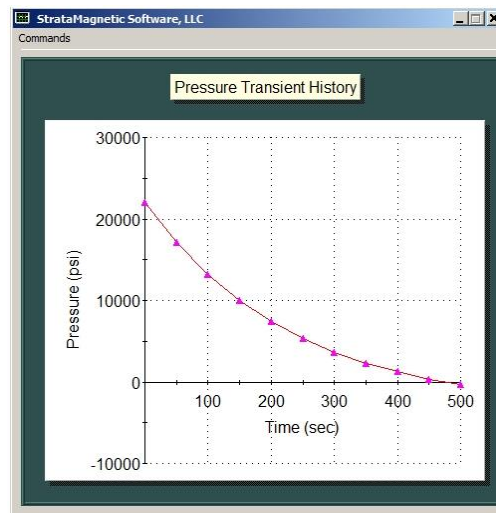 StrataMagnetic Software, LLC
Commands
Pressure Transient History
30000
20000
10000
0
-10000
Pressure (psi)
100 200 300 400 500
Time (sec)